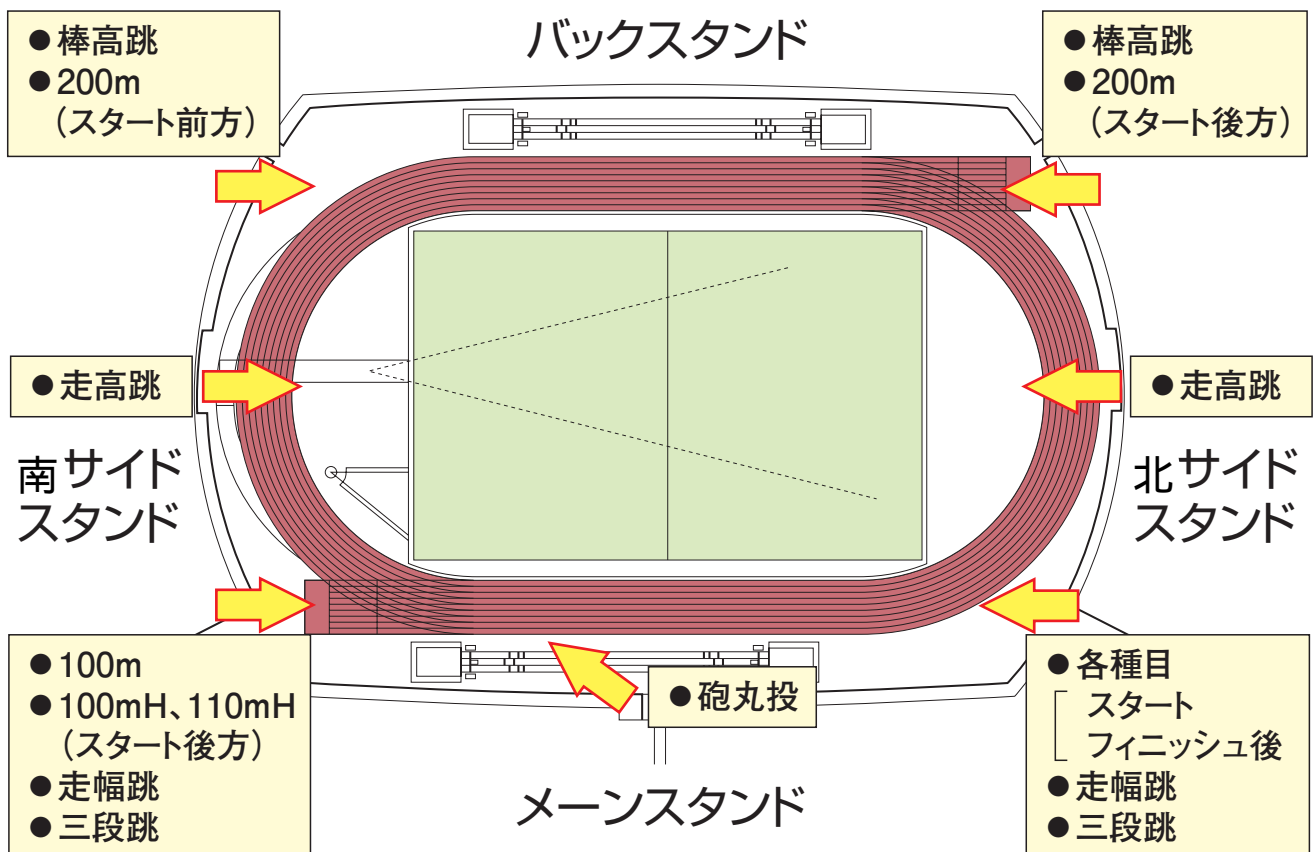 バックスタンド
● 棒高跳
● 200m
（スタート前方）
● 棒高跳
● 200m
（スタート後方）
● 走高跳
● 走高跳
南サイド
スタンド
北サイド
スタンド
● 100m
● 100mH、110mH
（スタート後方）
● 走幅跳
● 三段跳
● 砲丸投
● 各種目
スタート
フィニッシュ後
● 走幅跳
● 三段跳
メーンスタンド